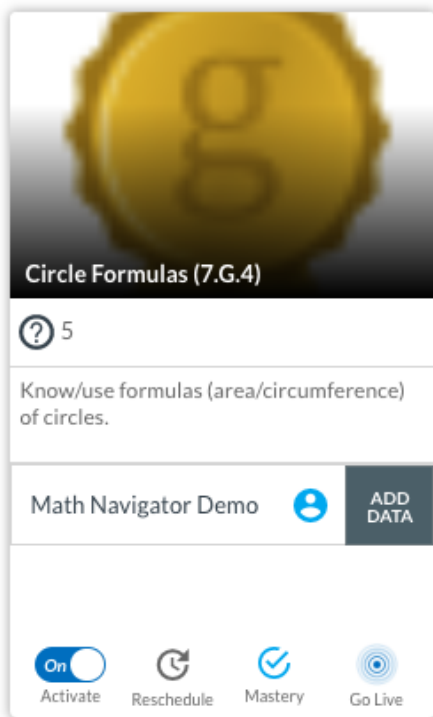 g
Circle Formulas (7.G.4)
5
Know/use formulas (area/circumference)
of circles.
Math Navigator Demo
ADD
DATA
On
Activate
Reschedule
Mastery
Go Live